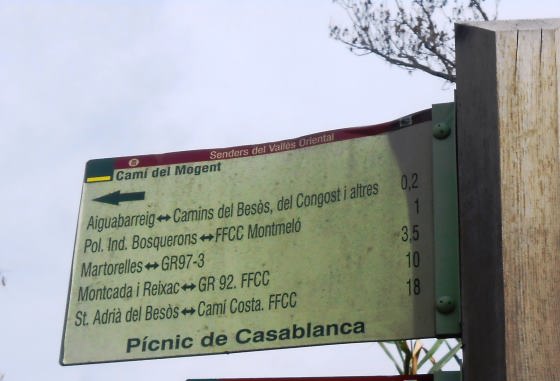 Senders del Vallès Oriental
Camí del Mogent
Aiguabarreig↔Camins del Besòs, del Congost i altres 0,2
Pol. Ind. Bosquerons↔FFCC Montmeló 1
Martorelles↔GR97-3 3,5
Montcada i Reixac↔GR 92. FFCC 10
St. Adrià del Besòs↔Camí Costa. FFCC 18
Pícnic de Casablanca